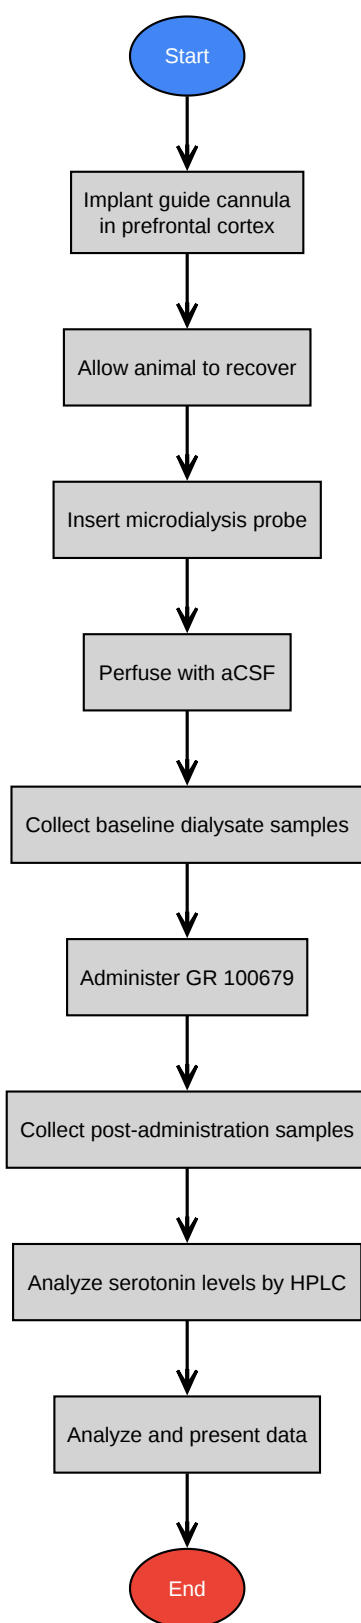 Start
Implant guide cannula
in prefrontal cortex
Allow animal to recover
Insert microdialysis probe
Perfuse with aCSF
Collect baseline dialysate samples
Administer GR 100679
Collect post-administration samples
Analyze serotonin levels by HPLC
Analyze and present data
End